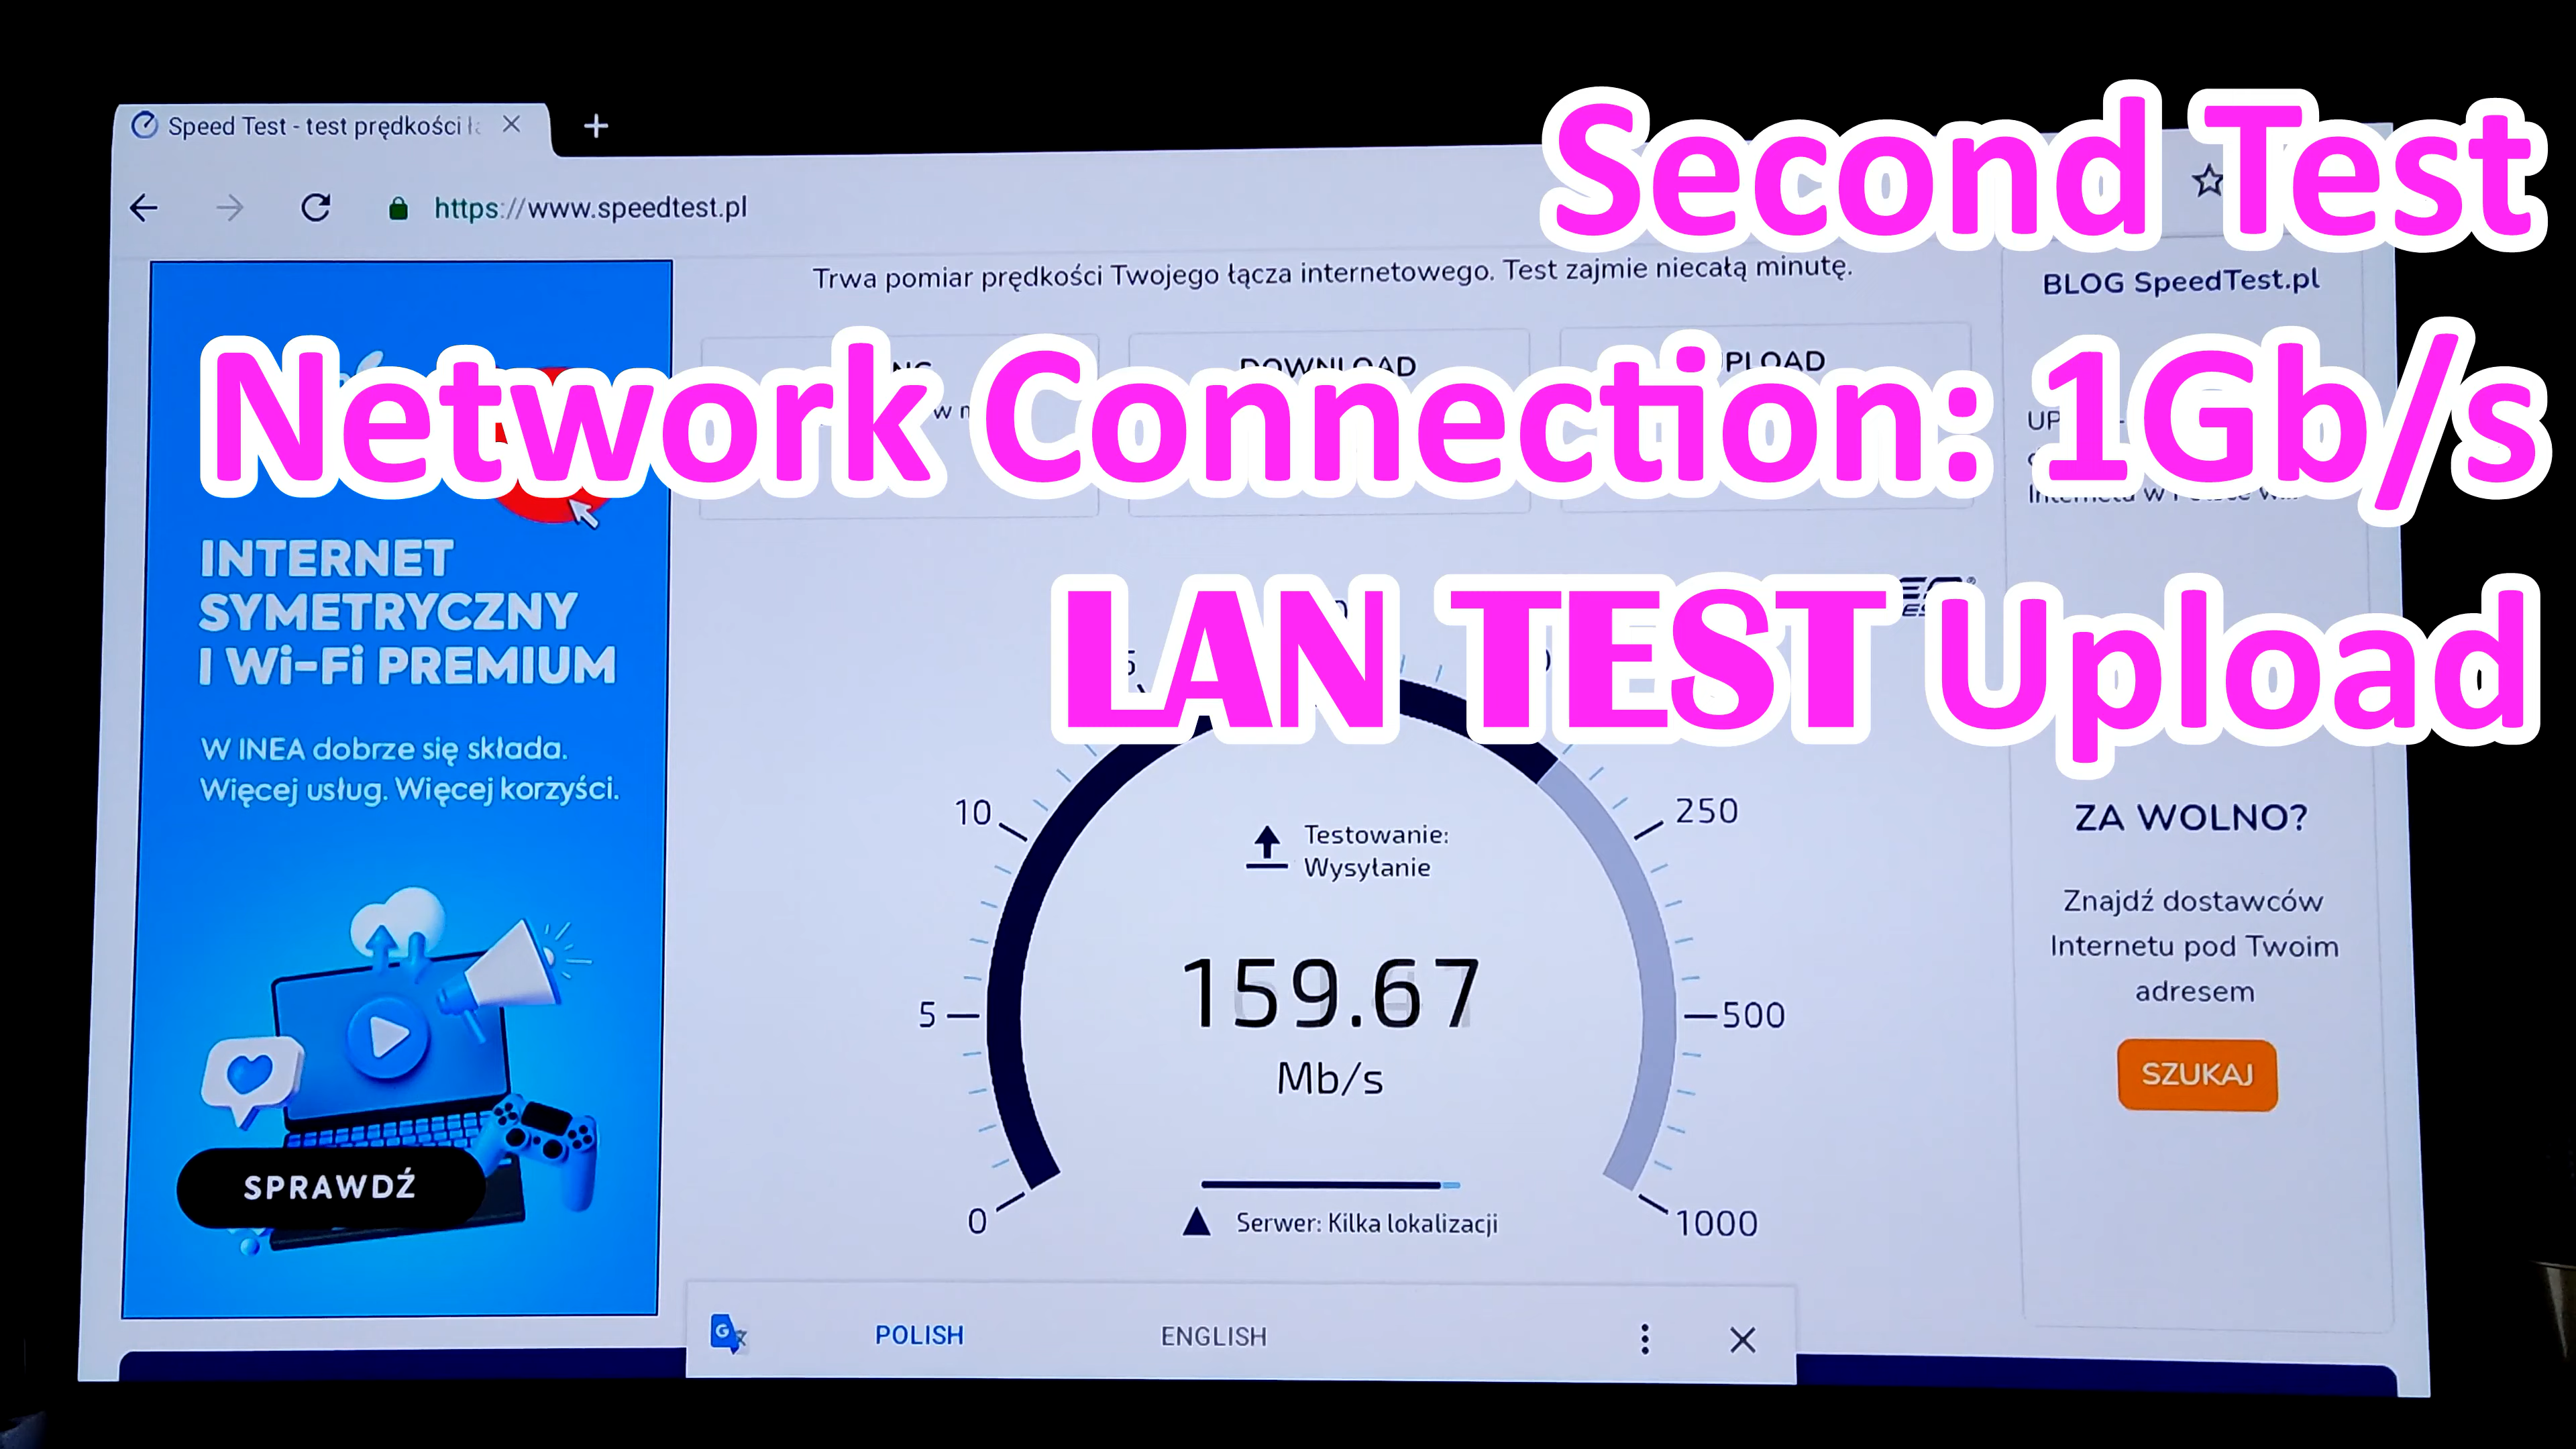 Speed Test - test prędkości
https://www.speedtest.pl
Second Test
Trwa pomiar prędkości Twojego łącza internetowego. Test zajmie niecałą minutę.
BLOG SpeedTest.pl
DOWNLOAD
Network Connection: 1Gb/s
LAN TEST Upload
INTERNET
SYMETRYCZNY
I Wi-Fi PREMIUM
W INEA dobrze się składa.
Więcej usług. Więcej korzyści.
SPRAWDŹ
10
250
Testowanie:
Wysyłanie
159.67
Mb/s
5
500
0
1000
Serwer: Kilka lokalizacji
ZA WOLNO?
Znajdź dostawców
Internetu pod Twoim
adresem
SZUKAJ
POLISH
ENGLISH